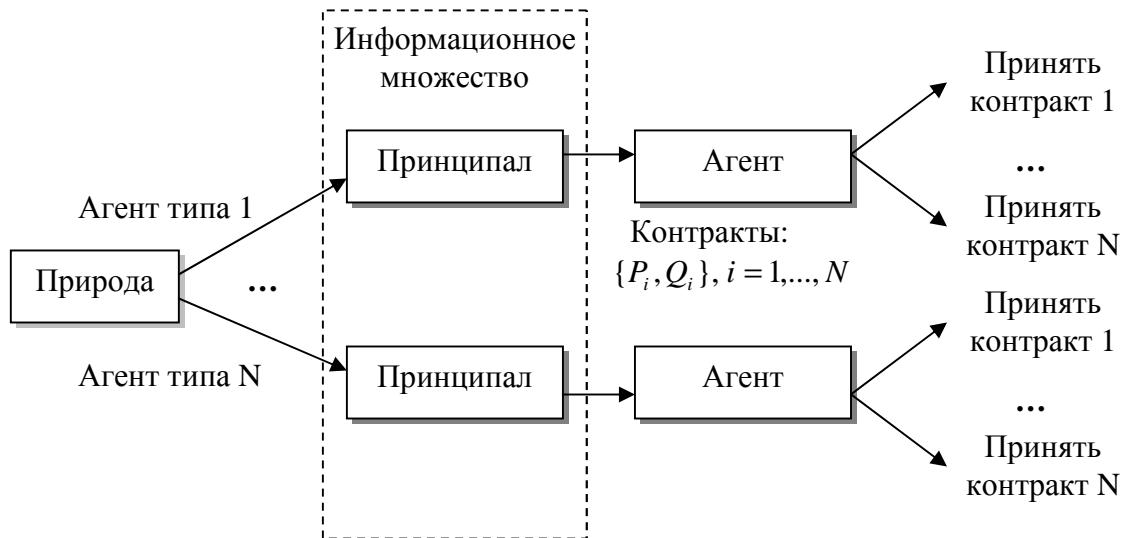 Информационное
множество
Принять
контракт 1
Принципал
Агент
...
Агент типа 1
Принять
контракт N
Контракты:
{P_i, Q_i}, i = 1,..., N
Природа
...
Принять
контракт 1
Агент типа N
Принципал
Агент
...
Принять
контракт N